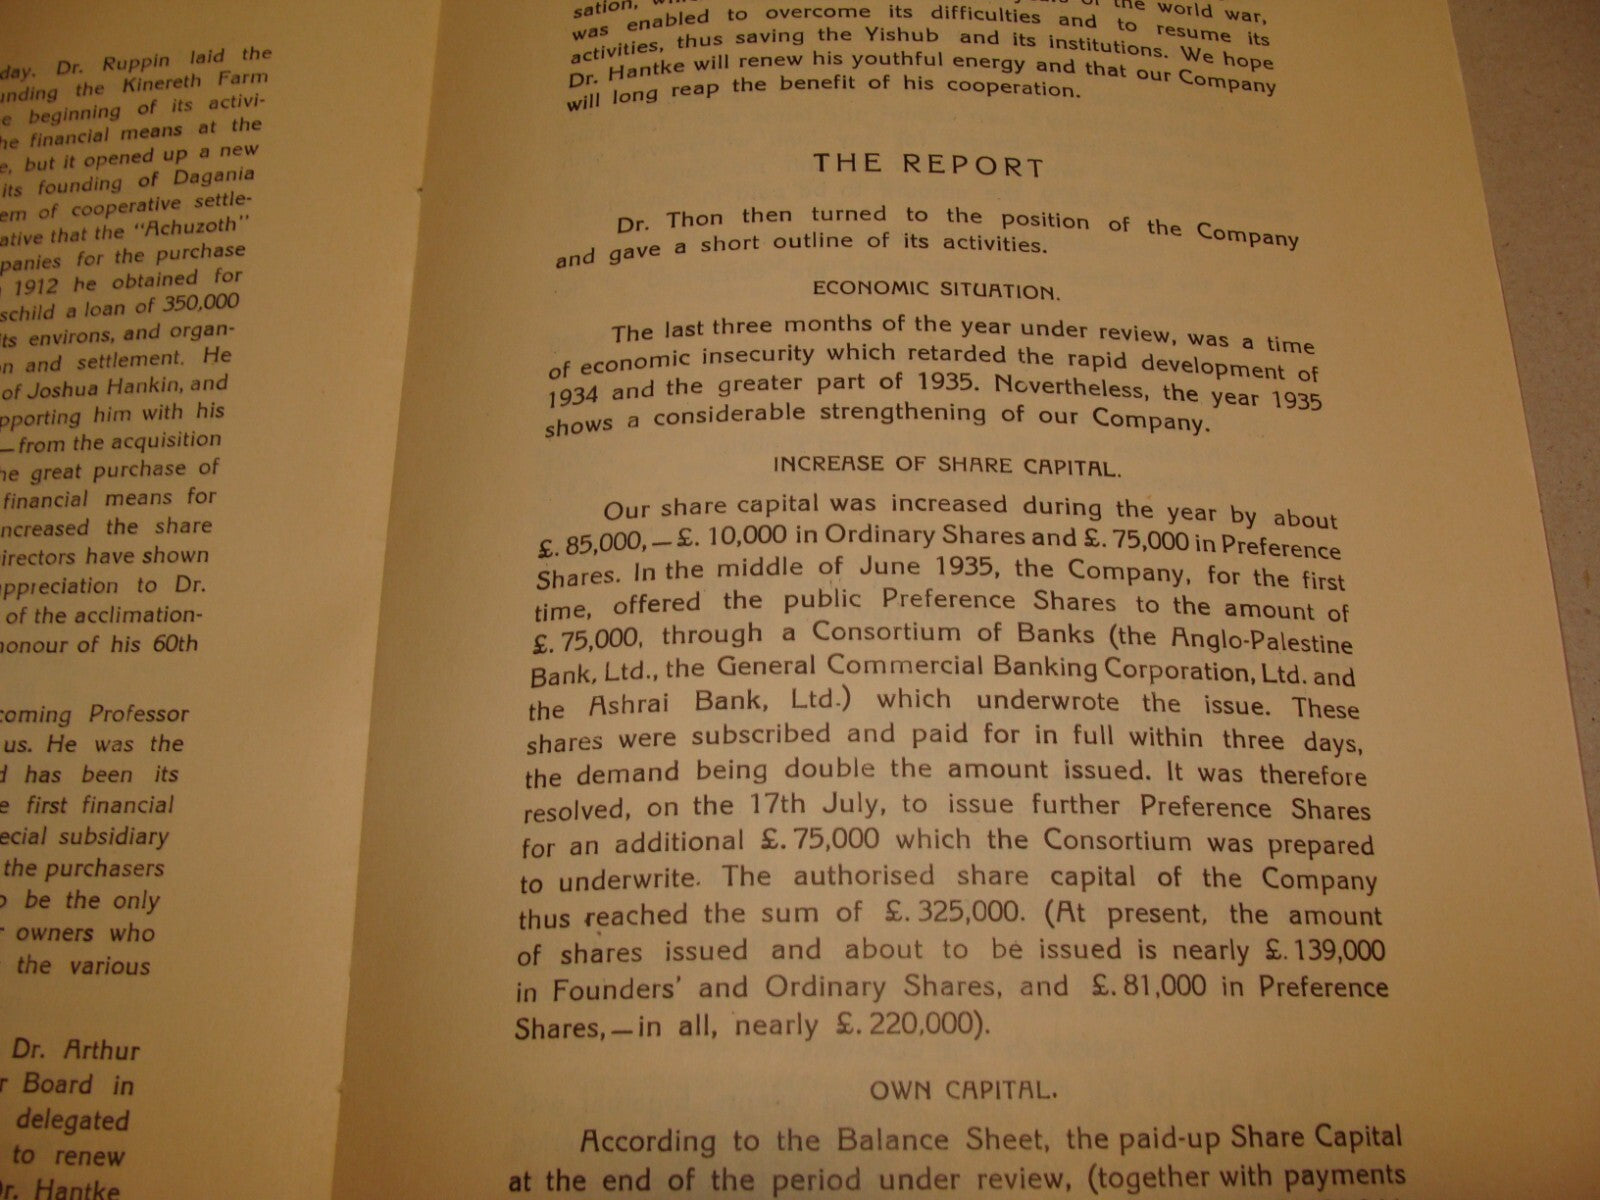 day. Dr. Ruppin laid the
unding the Kinereth Farm
e beginning of its activi-
he financial means at the
e, but it opened up a new
its founding of Dagania
em of cooperative settle-
ative that the "Achuzoth"
panies for the purchase
1912 he obtained for
schild a loan of 350,000
its environs, and organ-
on and settlement. He
of Joshua Hankin, and
pporting him with his
—from the acquisition
he great purchase of
financial means for
ncreased the share
irectors have shown
ppreciation to Dr.
of the acclimation-
honour of his 60th
coming Professor
us. He was the
d has been its
e first financial
ecial subsidiary
the purchasers
o be the only
r owners who
the various
Dr. Arthur
r Board in
delegated
to renew
Dr. Hantke
sation, the world war,
was enabled to overcome its difficulties and to resume its
activities, thus saving the Yishub and its institutions. We hope
Dr. Hantke will renew his youthful energy and that our Company
will long reap the benefit of his cooperation.
THE REPORT
Dr. Thon then turned to the position of the Company
and gave a short outline of its activities.
ECONOMIC SITUATION.
The last three months of the year under review, was a time
of economic insecurity which retarded the rapid development of
1934 and the greater part of 1935. Nevertheless, the year 1935
shows a considerable strengthening of our Company.
INCREASE OF SHARE CAPITAL.
Our share capital was increased during the year by about
£. 85,000,—£. 10,000 in Ordinary Shares and £. 75,000 in Preference
Shares. In the middle of June 1935, the Company, for the first
time, offered the public Preference Shares to the amount of
£. 75,000, through a Consortium of Banks (the Anglo-Palestine
Bank, Ltd., the General Commercial Banking Corporation, Ltd. and
the Ashrai Bank, Ltd.) which underwrote the issue. These
shares were subscribed and paid for in full within three days,
the demand being double the amount issued. It was therefore
resolved, on the 17th July, to issue further Preference Shares
for an additional £. 75,000 which the Consortium was prepared
to underwrite. The authorised share capital of the Company
thus reached the sum of £. 325,000. (At present, the amount
of shares issued and about to be issued is nearly £. 139,000
in Founders' and Ordinary Shares, and £. 81,000 in Preference
Shares,—in all, nearly £. 220,000).
OWN CAPITAL.
According to the Balance Sheet, the paid-up Share Capital
at the end of the period under review, (together with payments